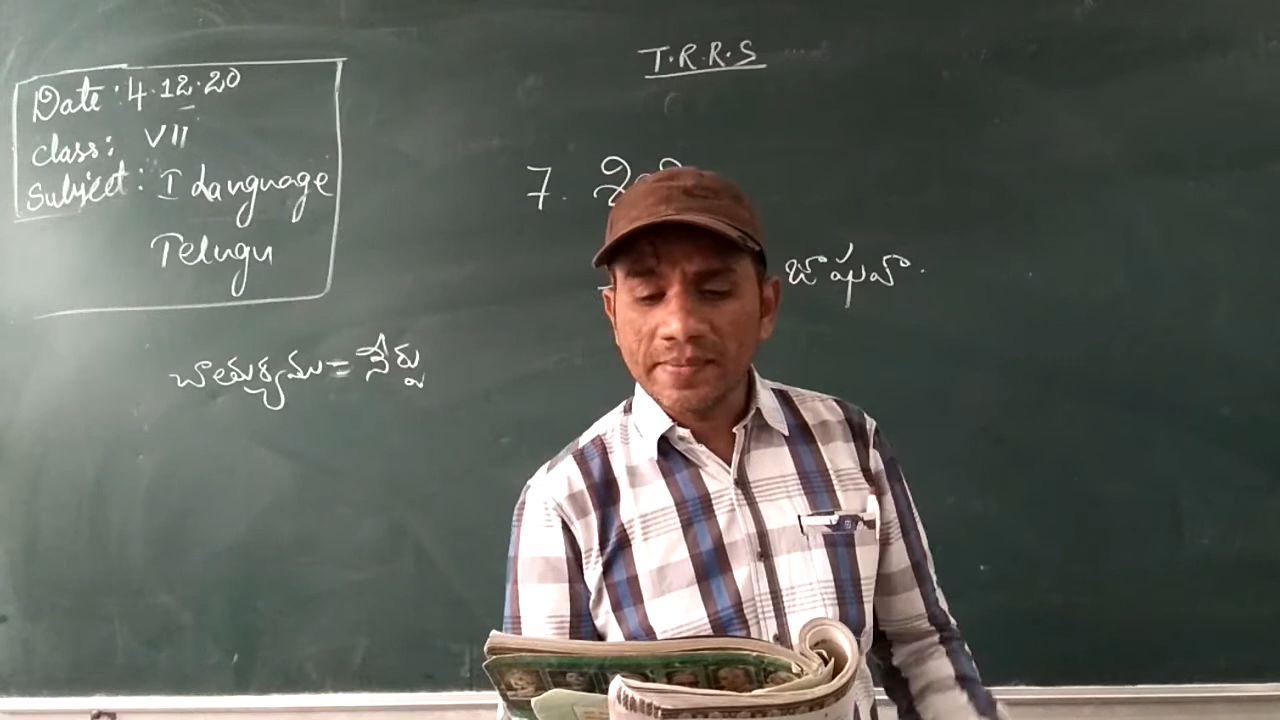 T.R.R.S
Date: 4.12.20
class: VII
Subject: I Language
Telugu
7. శి
జాషువా.
చాతుర్యము = నేర్పు